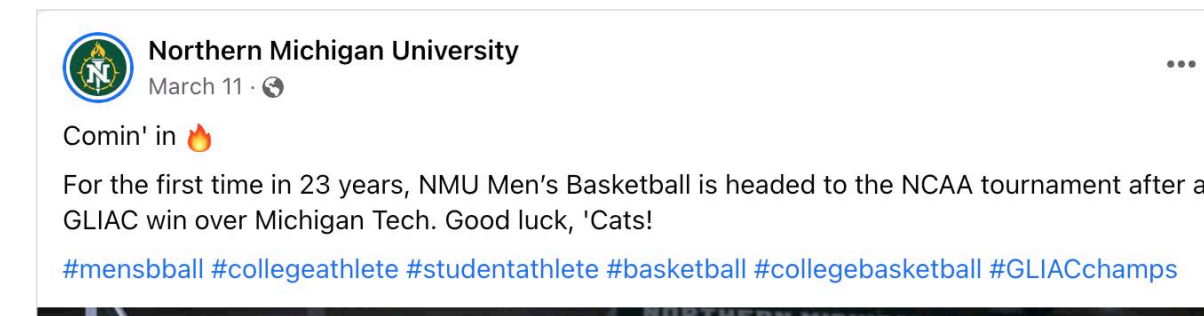 Northern Michigan University
March 11 ·
Comin' in 🔥
For the first time in 23 years, NMU Men’s Basketball is headed to the NCAA tournament after a
GLIAC win over Michigan Tech. Good luck, 'Cats!
#mensbball #collegeathlete #studentathlete #basketball #collegebasketball #GLIACchamps